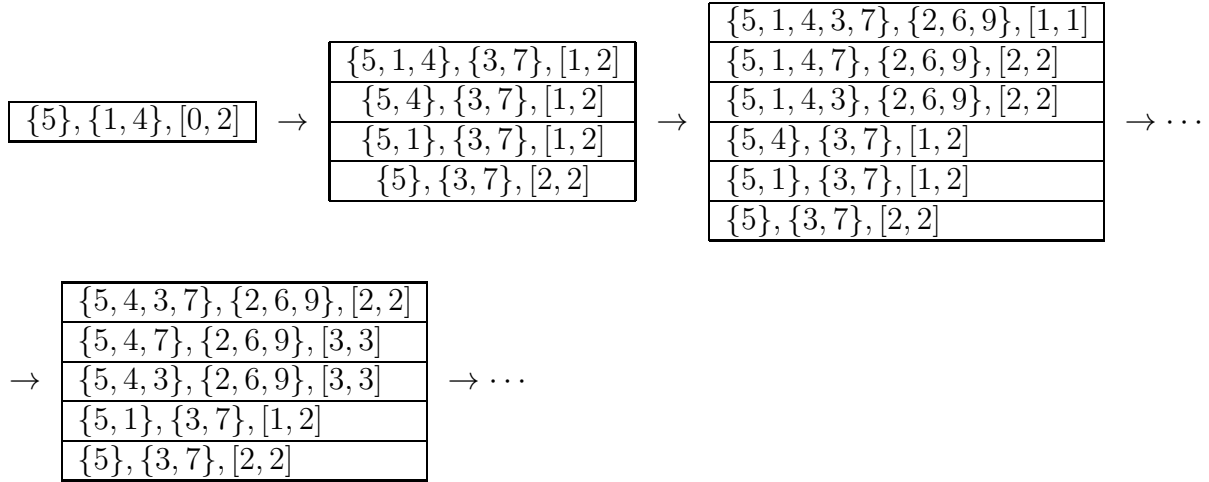 {5}, {1, 4}, [0, 2]
→
{5, 1, 4}, {3, 7}, [1, 2]
{5, 4}, {3, 7}, [1, 2]
{5, 1}, {3, 7}, [1, 2]
{5}, {3, 7}, [2, 2]
→
{5, 1, 4, 3, 7}, {2, 6, 9}, [1, 1]
{5, 1, 4, 7}, {2, 6, 9}, [2, 2]
{5, 1, 4, 3}, {2, 6, 9}, [2, 2]
{5, 4}, {3, 7}, [1, 2]
{5, 1}, {3, 7}, [1, 2]
{5}, {3, 7}, [2, 2]
→ ⋯
→
{5, 4, 3, 7}, {2, 6, 9}, [2, 2]
{5, 4, 7}, {2, 6, 9}, [3, 3]
{5, 4, 3}, {2, 6, 9}, [3, 3]
{5, 1}, {3, 7}, [1, 2]
{5}, {3, 7}, [2, 2]
→ ⋯